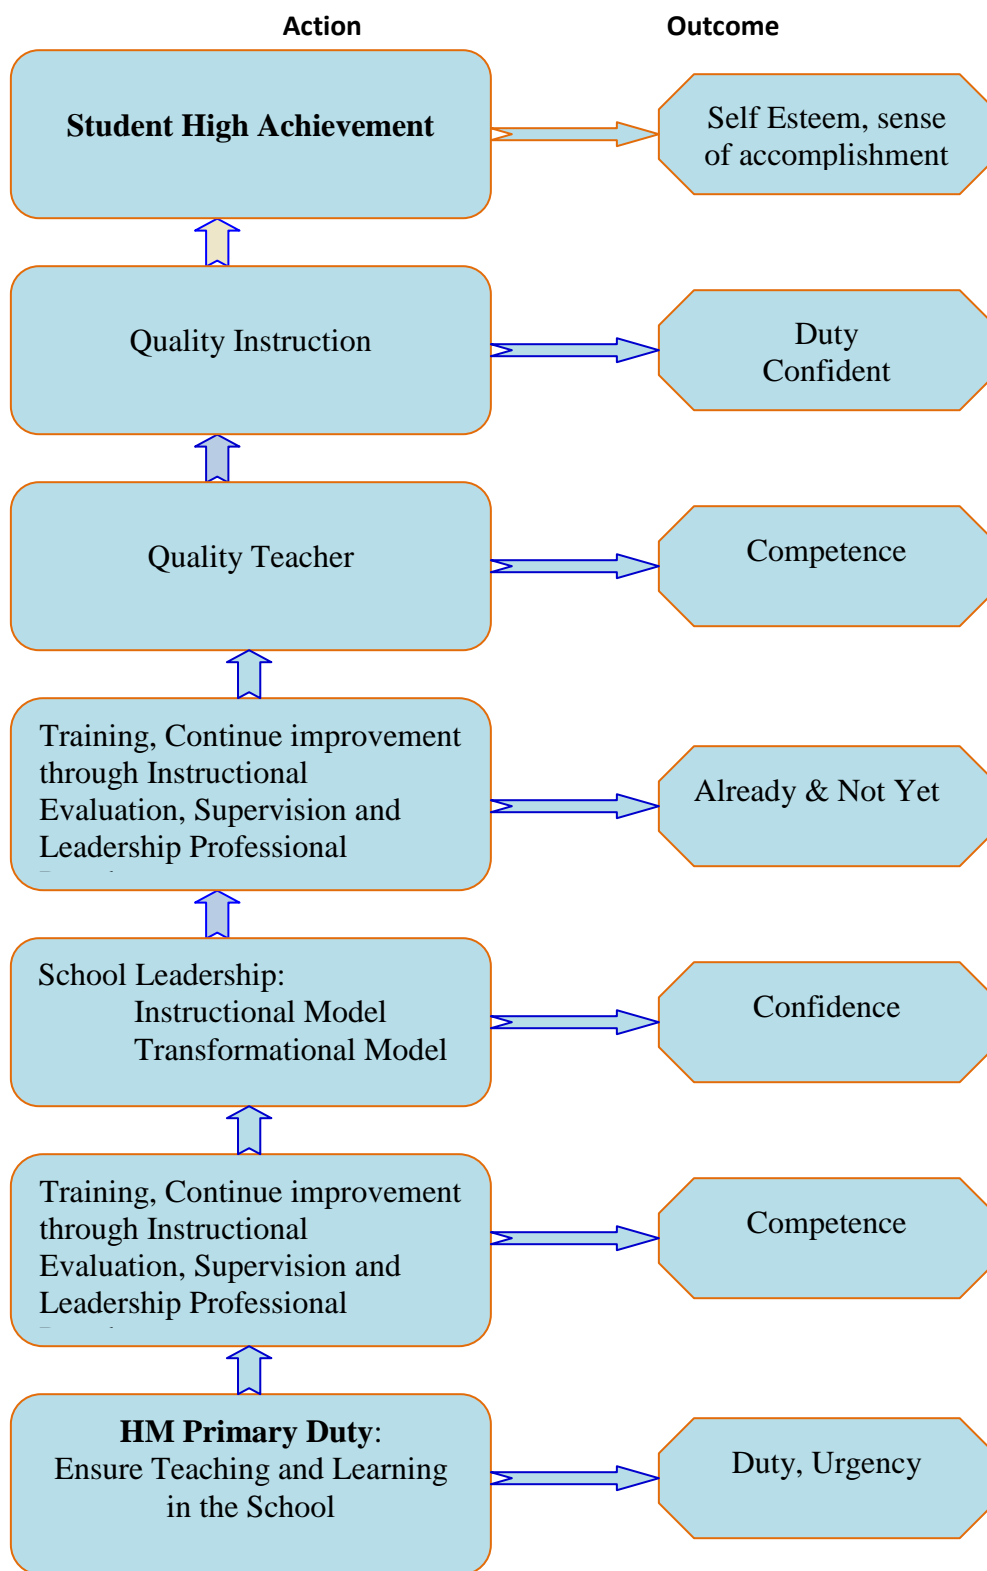 Action Outcome
Student High Achievement
Self Esteem, sense
of accomplishment
Quality Instruction
Duty
Confident
Quality Teacher
Competence
Training, Continue improvement
through Instructional
Evaluation, Supervision and
Leadership Professional
Already & Not Yet
School Leadership:
Instructional Model
Transformational Model
Confidence
Training, Continue improvement
through Instructional
Evaluation, Supervision and
Leadership Professional
Competence
HM Primary Duty:
Ensure Teaching and Learning
in the School
Duty, Urgency